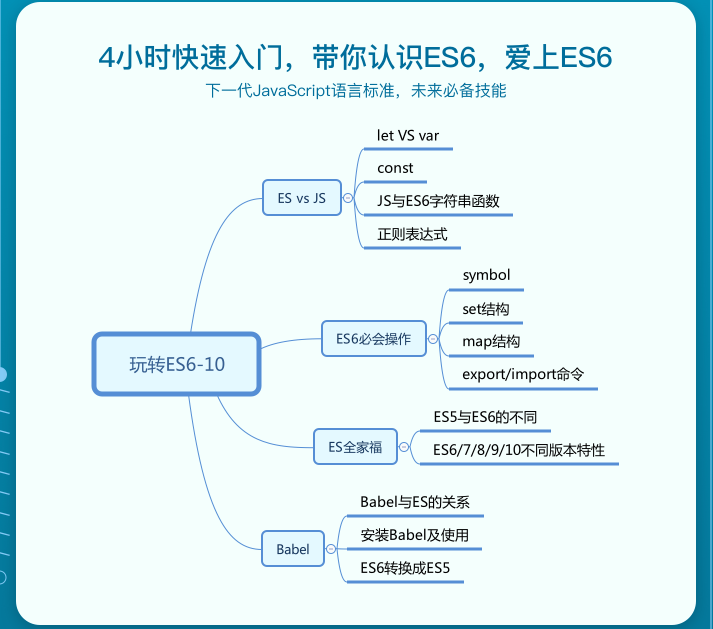 4小时快速入门，带你认识ES6，爱上ES6
下一代JavaScript语言标准，未来必备技能
玩转ES6-10
ES vs JS
let VS var
const
JS与ES6字符串函数
正则表达式
ES6必会操作
symbol
set结构
map结构
export/import命令
ES全家福
ES5与ES6的不同
ES6/7/8/9/10不同版本特性
Babel
Babel与ES的关系
安装Babel及使用
ES6转换成ES5